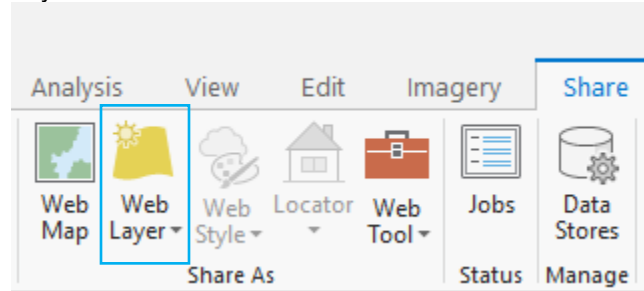 Analysis View Edit Imagery Share
Web Map Web Layer Web Style Locator Web Tool Jobs Data Stores
Share As Status Manage